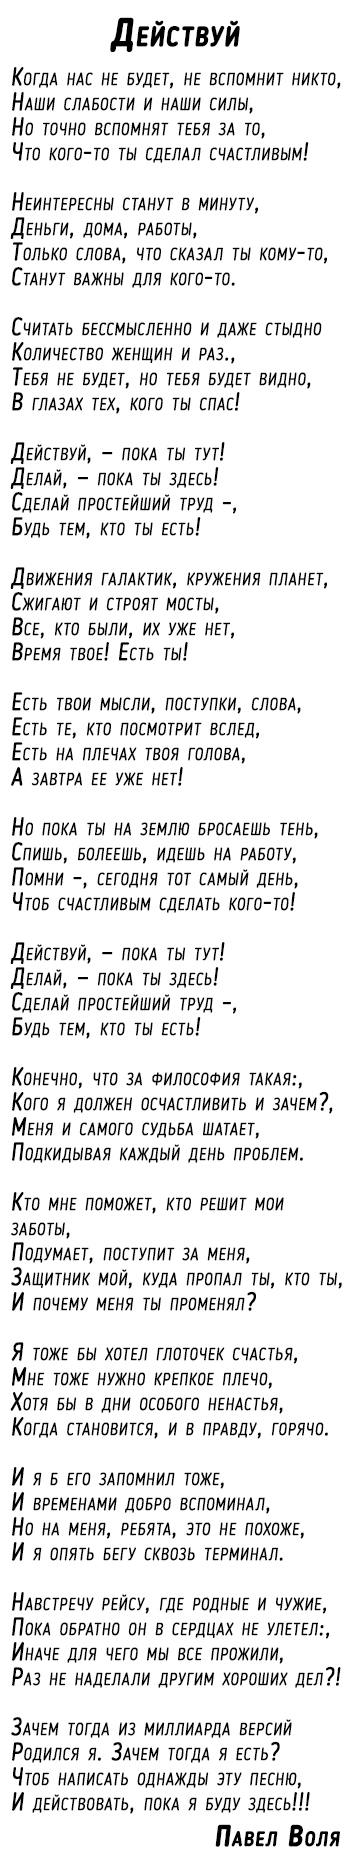 Действуй
Когда нас не будет, не вспомнит никто,
Наши слабости и наши силы,
Но точно вспомнят тебя за то,
Что кого-то ты сделал счастливым!
Неинтересны станут в минуту,
Деньги, дома, работы,
Только слова, что сказал ты кому-то,
Станут важны для кого-то.
Считать бессмысленно и даже стыдно
Количество женщин и раз.,
Тебя не будет, но тебя будет видно,
В глазах тех, кого ты спас!
Действуй, – пока ты тут!
Делай, – пока ты здесь!
Сделай простейший труд -,
Будь тем, кто ты есть!
Движения галактик, кружения планет,
Сжигают и строят мосты,
Все, кто были, их уже нет,
Время твое! Есть ты!
Есть твои мысли, поступки, слова,
Есть те, кто посмотрит вслед,
Есть на плечах твоя голова,
А завтра ее уже нет!
Но пока ты на землю бросаешь тень,
Спишь, болеешь, идешь на работу,
Помни -, сегодня тот самый день,
Чтоб счастливым сделать кого-то!
Действуй, – пока ты тут!
Делай, – пока ты здесь!
Сделай простейший труд -,
Будь тем, кто ты есть!
Конечно, что за философия такая:,
Кого я должен осчастливить и зачем?,
Меня и самого судьба шатает,
Подкидывая каждый день проблем.
Кто мне поможет, кто решит мои
заботы,
Подумает, поступит за меня,
Защитник мой, куда пропал ты, кто ты,
И почему меня ты променял?
Я тоже бы хотел глоточек счастья,
Мне тоже нужно крепкое плечо,
Хотя бы в дни особого ненастья,
Когда становится, и в правду, горячо.
И я б его запомнил тоже,
И временами добро вспоминал,
Но на меня, ребята, это не похоже,
И я опять бегу сквозь терминал.
Навстречу рейсу, где родные и чужие,
Пока обратно он в сердцах не улетел:,
Иначе для чего мы все прожили,
Раз не наделали другим хороших дел?!
Зачем тогда из миллиарда версий
Родился я. Зачем тогда я есть?
Чтоб написать однажды эту песню,
И действовать, пока я буду здесь!!!
Павел Воля